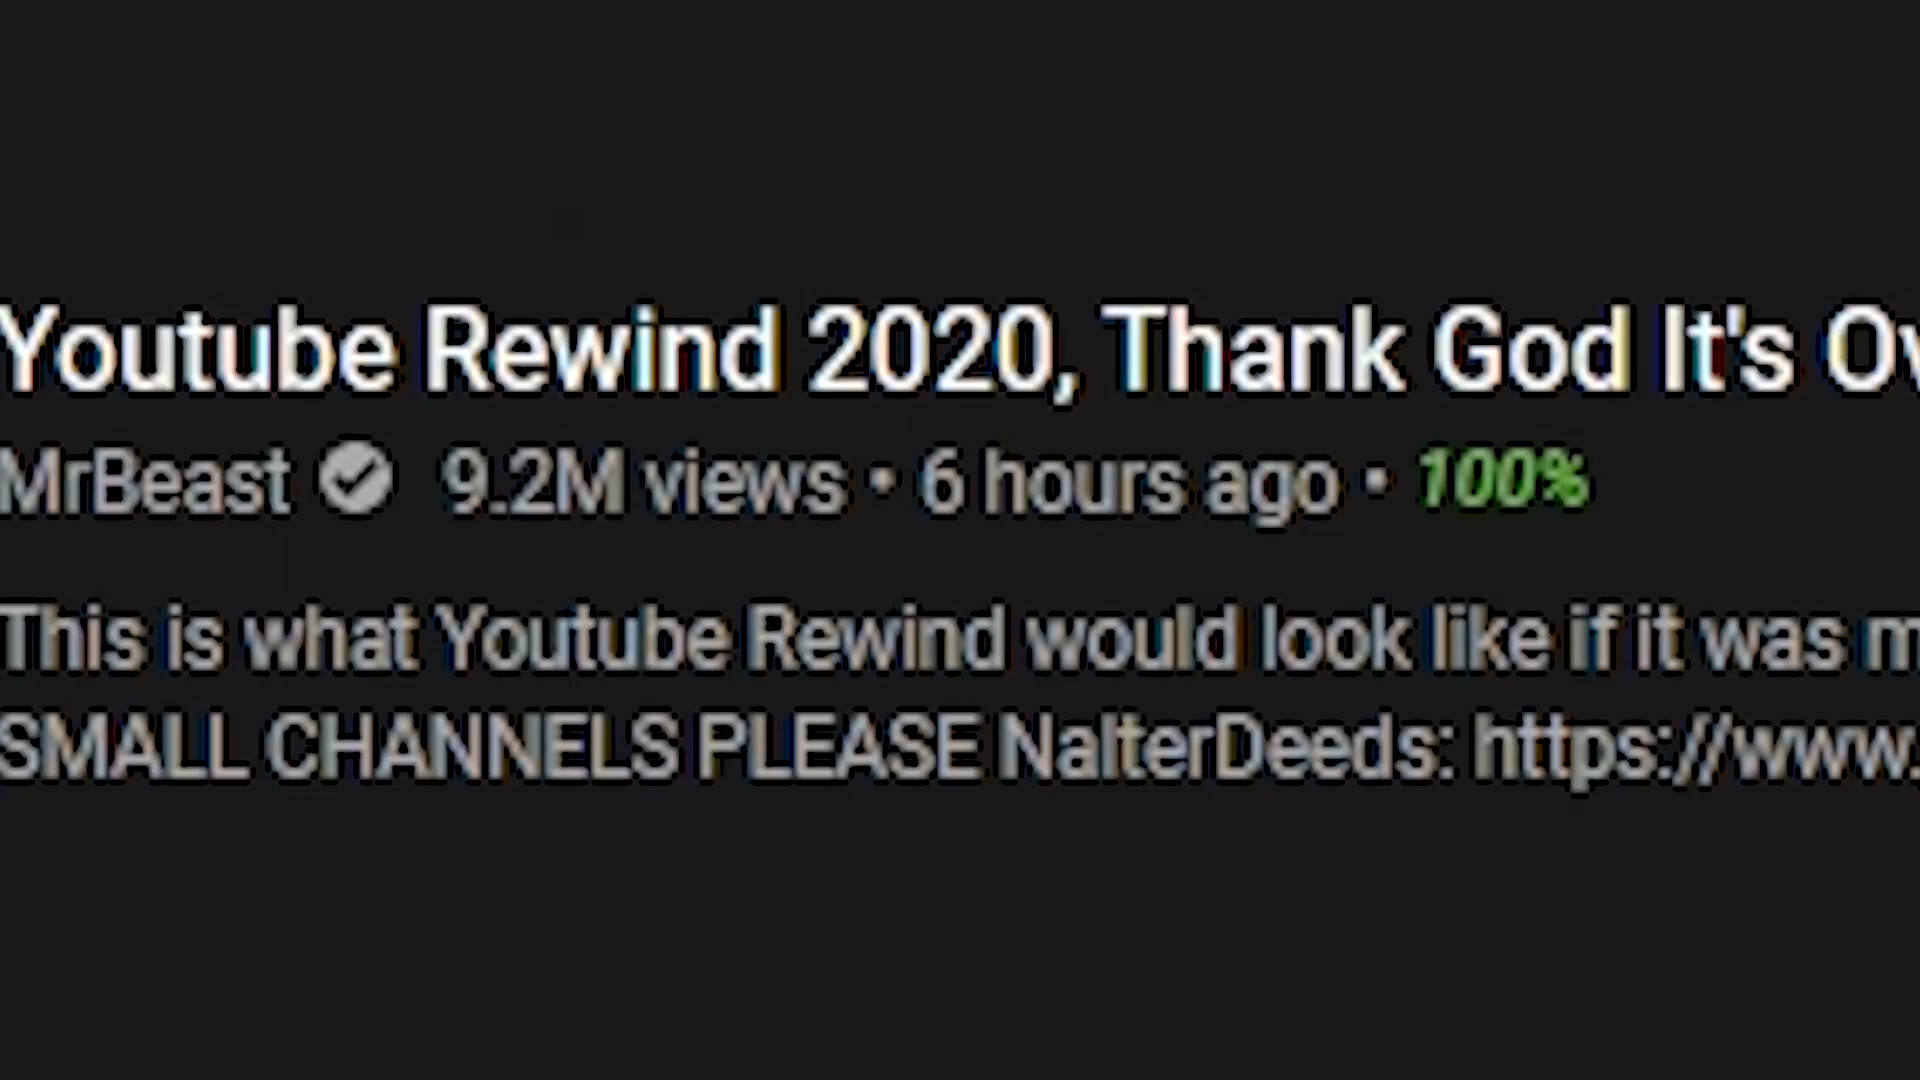 Youtube Rewind 2020, Thank God It's Ov
MrBeast 9.2M views • 6 hours ago • 100%
This is what Youtube Rewind would look like if it was m
SMALL CHANNELS PLEASE NalterDeeds: https://www.